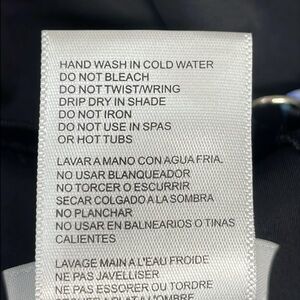 HAND WASH IN COLD WATER
DO NOT BLEACH
DO NOT TWIST/WRING
DRIP DRY IN SHADE
DO NOT IRON
DO NOT USE IN SPAS
OR HOT TUBS
LAVAR A MANO CON AGUA FRIA.
NO USAR BLANQUEADOR
NO TORCER O ESCURRIR
SECAR COLGADO A LA SOMBRA
NO PLANCHAR
NO USAR EN BALNEARIOS O TINAS
CALIENTES
LAVAGE MAIN A L'EAU FROIDE
NE PAS JAVELLISER
NE PAS ESSORER OU TORDRE
A PLAT A L'OMBRE